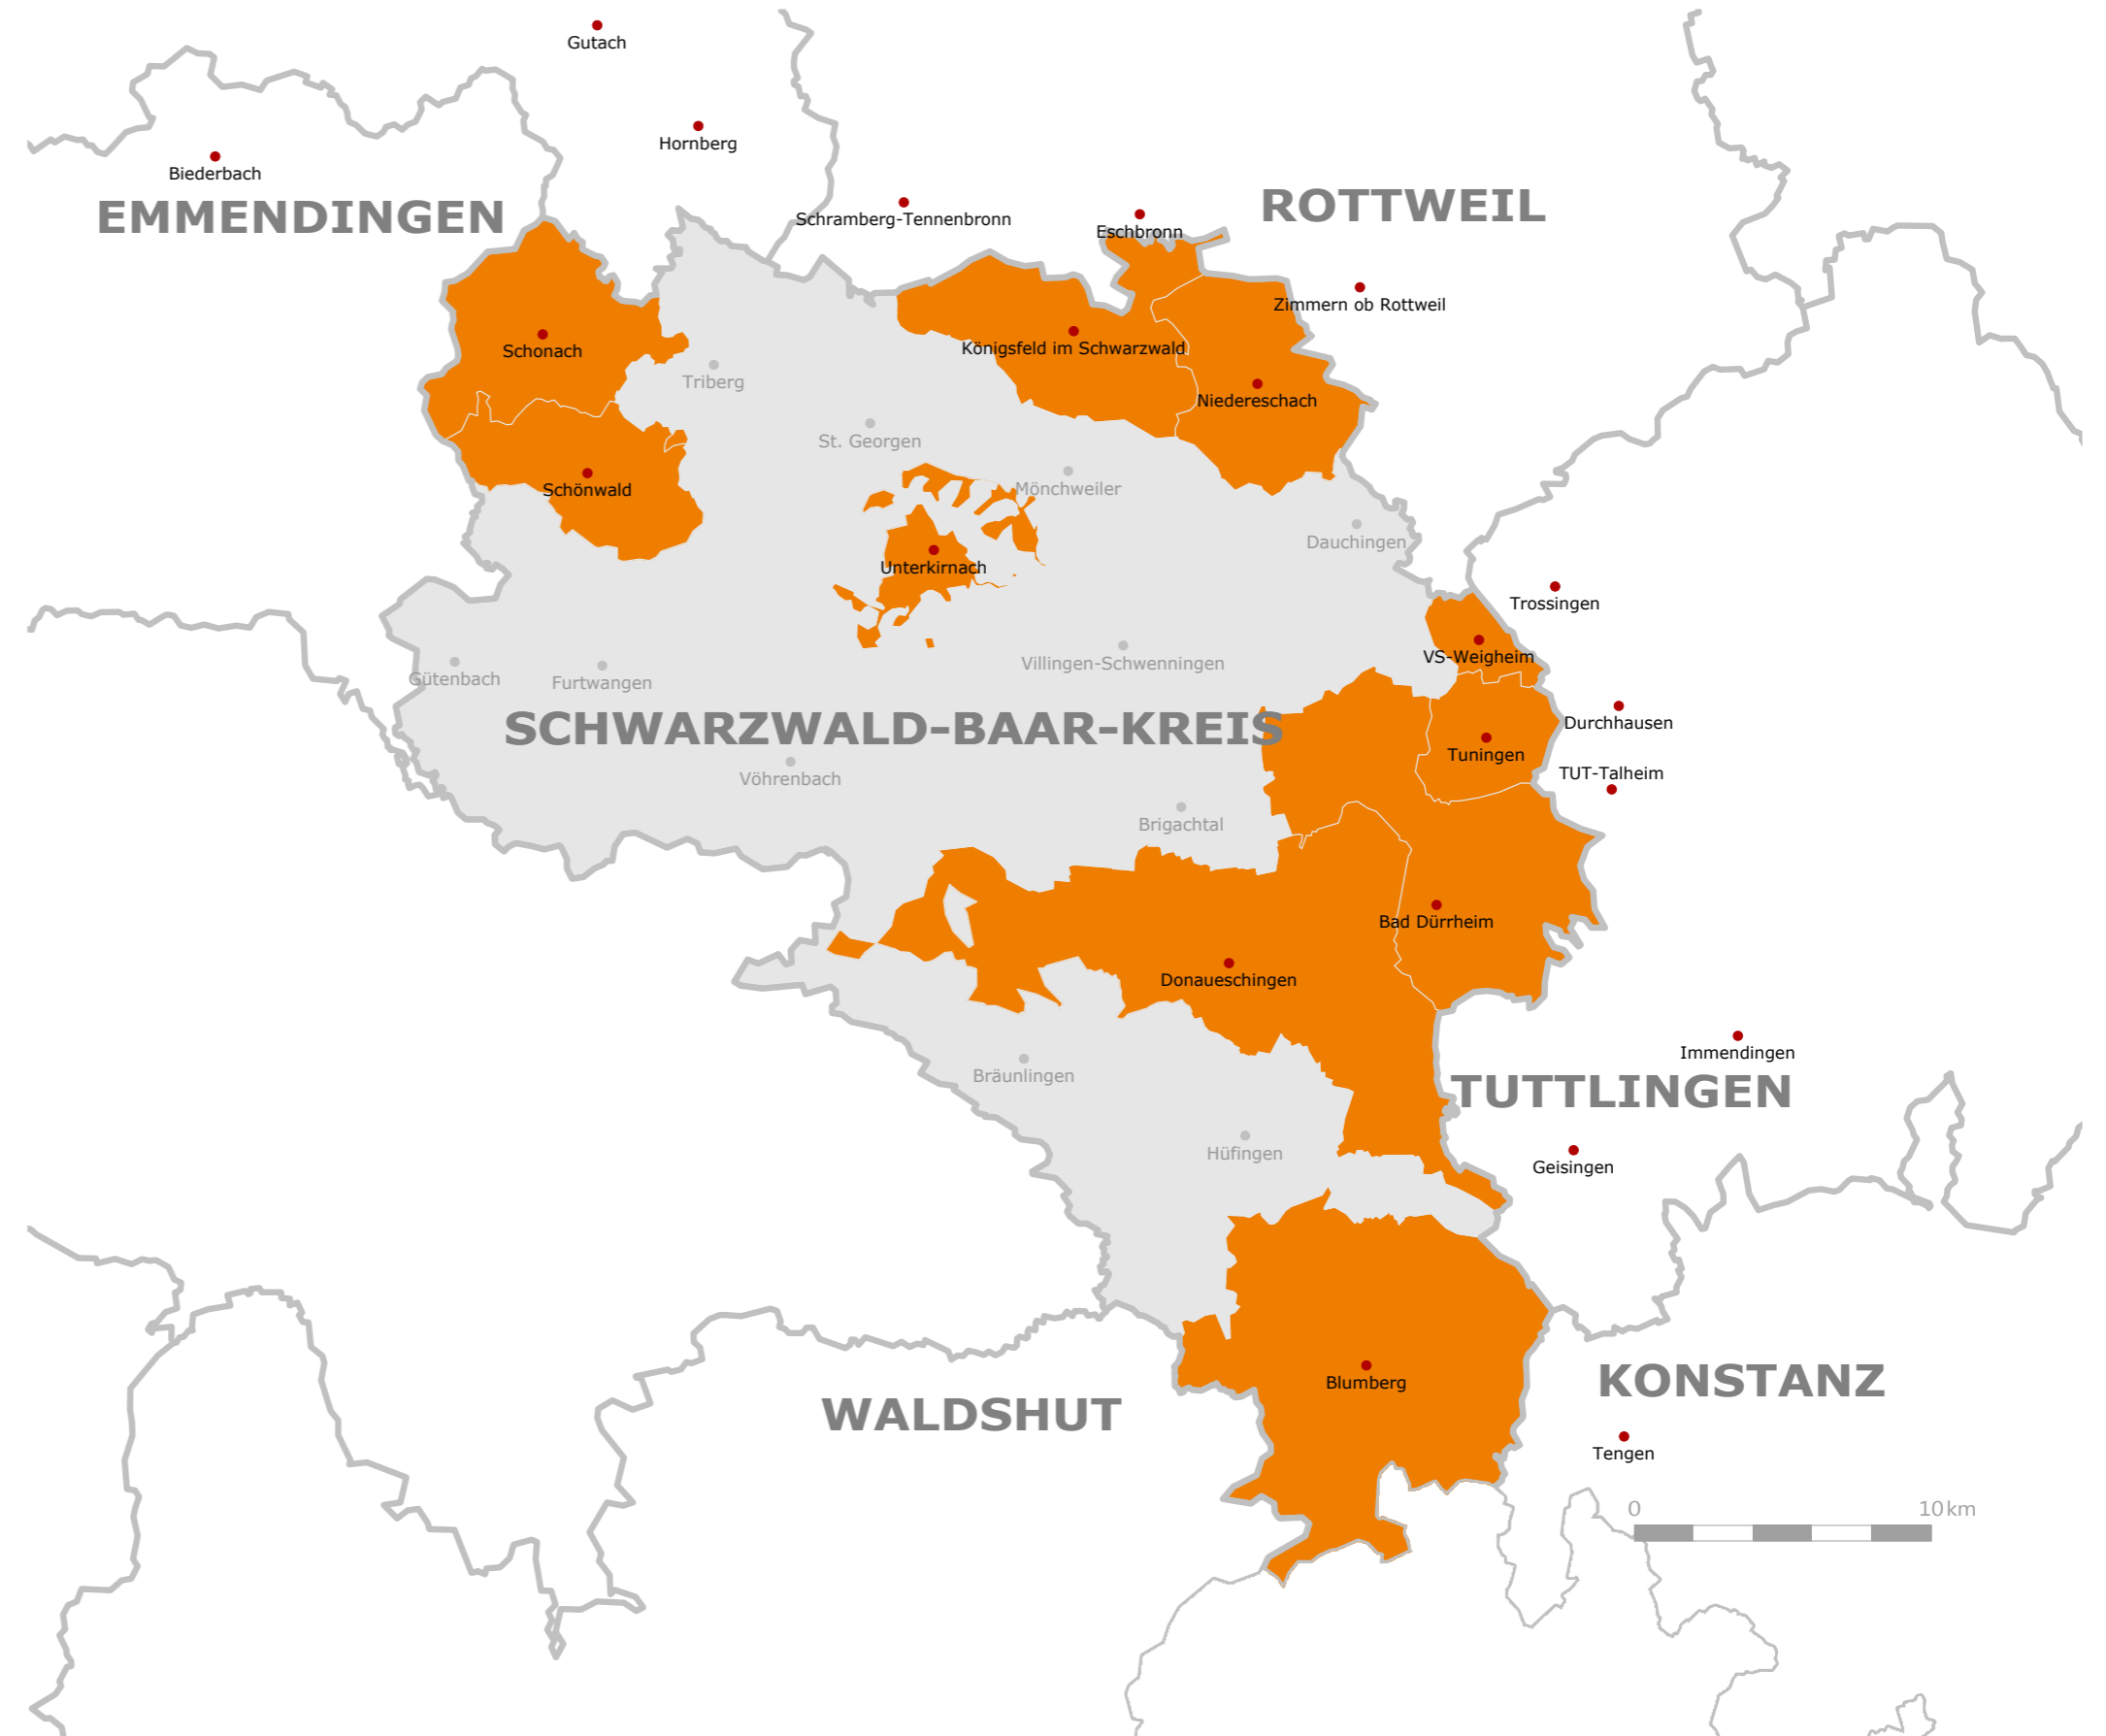 Gutach
Hornberg
Biederbach
EMMENDINGEN
ROTTWEIL
Schramberg-Tennenbronn
Eschbronn
Zimmern ob Rottweil
Schonach
Königsfeld im Schwarzwald
Triberg
Niedereschach
St. Georgen
Schönwald
Mönchweiler
Dauchingen
Unterkirnach
Trossingen
VS-Weigheim
Villingen-Schwenningen
Gütenbach
Furtwangen
Durchhausen
SCHWARZWALD-BAAR-KREIS
Tuningen
TUT-Talheim
Vöhrenbach
Brigachtal
Bad Dürrheim
Donaueschingen
Immendingen
Bräunlingen
TUTTLINGEN
Hüfingen
Geisingen
Blumberg
KONSTANZ
WALDSHUT
Tengen
0 10 km